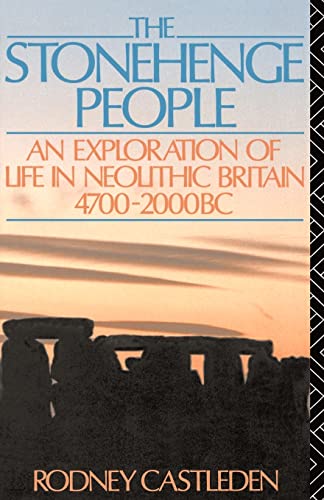 THE
STONEHENGE
PEOPLE
AN EXPLORATION OF
LIFE IN NEOLITHIC BRITAIN
4700-2000BC
RODNEY CASTLEDEN